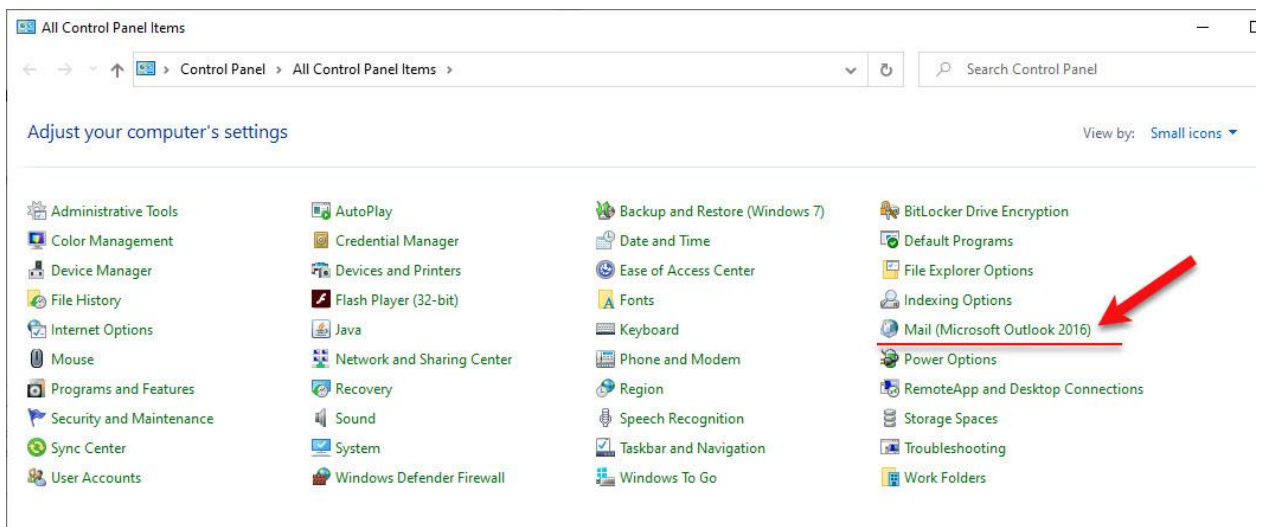 All Control Panel Items
Control Panel > All Control Panel Items >
Search Control Panel
Adjust your computer's settings
View by: Small icons
Administrative Tools
AutoPlay
Backup and Restore (Windows 7)
BitLocker Drive Encryption
Color Management
Credential Manager
Date and Time
Default Programs
Device Manager
Devices and Printers
Ease of Access Center
File Explorer Options
File History
Flash Player (32-bit)
Fonts
Indexing Options
Internet Options
Java
Keyboard
Mail (Microsoft Outlook 2016)
Mouse
Network and Sharing Center
Phone and Modem
Power Options
Programs and Features
Recovery
Region
RemoteApp and Desktop Connections
Security and Maintenance
Sound
Speech Recognition
Storage Spaces
Sync Center
System
Taskbar and Navigation
Troubleshooting
User Accounts
Windows Defender Firewall
Windows To Go
Work Folders